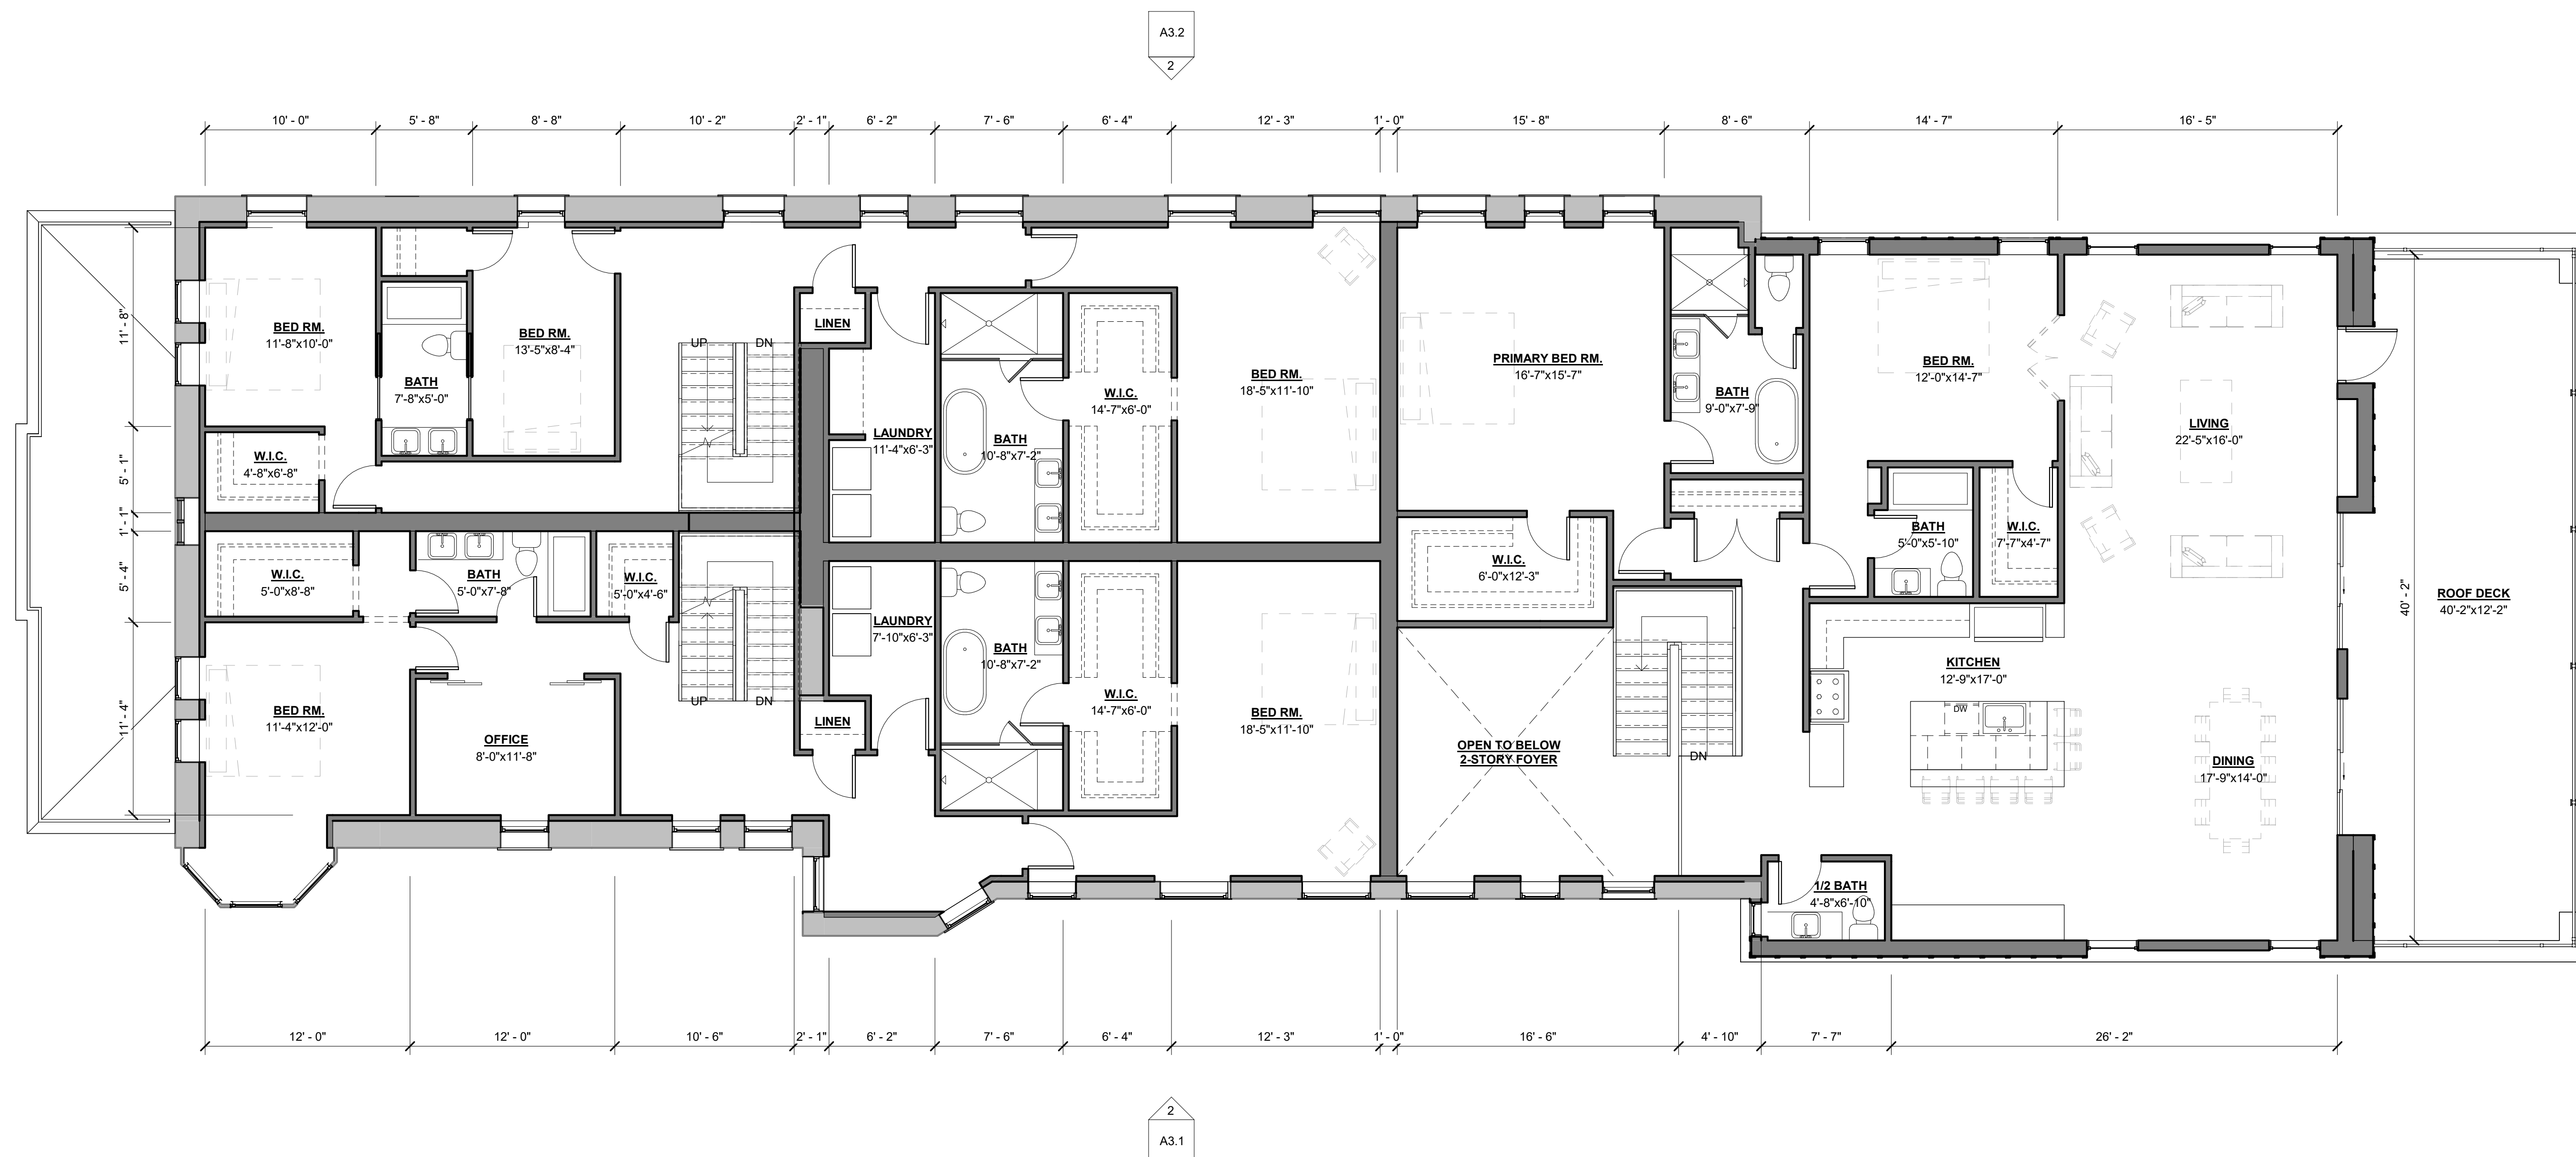 A3.2
2
10' - 0"
5' - 8"
8' - 8"
10' - 2"
2' - 1"
6' - 2"
7' - 6"
6' - 4"
12' - 3"
1' - 0"
15' - 8"
8' - 6"
14' - 7"
16' - 5"
11' - 8"
5' - 1"
1' - 1"
5' - 4"
11' - 4"
BED RM.
11'-8"x10'-0"
BATH
7'-8"x5'-0"
BED RM.
13'-5"x8'-4"
W.I.C.
4'-8"x6'-8"
UP
DN
LINEN
LAUNDRY
11'-4"x6'-3"
BATH
10'-8"x7'-2"
W.I.C.
14'-7"x6'-0"
BED RM.
18'-5"x11'-10"
PRIMARY BED RM.
16'-7"x15'-7"
BATH
9'-0"x7'-9"
BED RM.
12'-0"x14'-7"
LIVING
22'-5"x16'-0"
W.I.C.
5'-0"x8'-8"
BATH
5'-0"x7'-8"
W.I.C.
5'-0"x4'-6"
W.I.C.
6'-0"x12'-3"
BATH
5'-0"x5'-10"
W.I.C.
7'-7"x4'-7"
40' - 2"
ROOF DECK
40'-2"x12'-2"
BED RM.
11'-4"x12'-0"
OFFICE
8'-0"x11'-8"
UP
DN
LINEN
LAUNDRY
7'-10"x6'-3"
BATH
10'-8"x7'-2"
W.I.C.
14'-7"x6'-0"
BED RM.
18'-5"x11'-10"
OPEN TO BELOW
2-STORY FOYER
DN
KITCHEN
12'-9"x17'-0"
DW
DINING
17'-9"x14'-0"
1/2 BATH
4'-8"x6'-10"
12' - 0"
12' - 0"
10' - 6"
2' - 1"
6' - 2"
7' - 6"
6' - 4"
12' - 3"
1' - 0"
16' - 6"
4' - 10"
7' - 7"
26' - 2"
2
A3.1